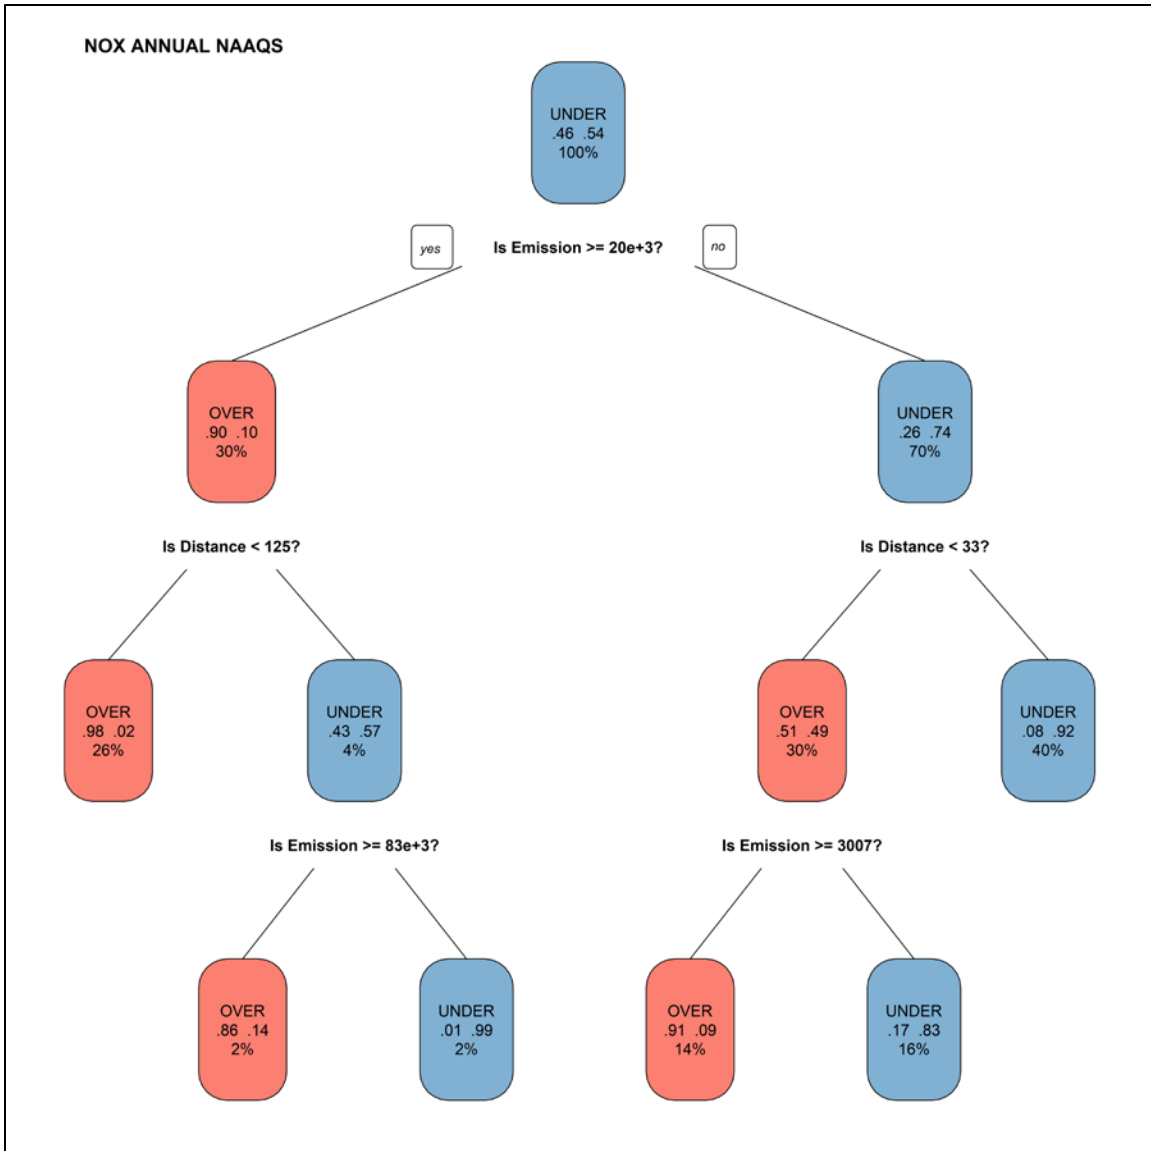 NOX ANNUAL NAAQS
UNDER
.46 .54
100%
yes
Is Emission >= 20e+3?
no
OVER
.90 .10
30%
UNDER
.26 .74
70%
Is Distance < 125?
Is Distance < 33?
OVER
.98 .02
26%
UNDER
.43 .57
4%
OVER
.51 .49
30%
UNDER
.08 .92
40%
Is Emission >= 83e+3?
Is Emission >= 3007?
OVER
.86 .14
2%
UNDER
.01 .99
2%
OVER
.91 .09
14%
UNDER
.17 .83
16%